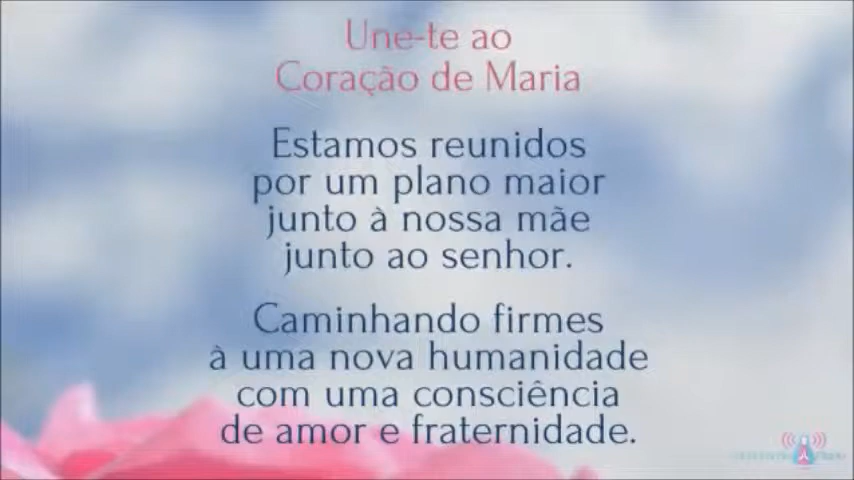 Une-te ao
Coração de Maria
Estamos reunidos
por um plano maior
junto à nossa mãe
junto ao senhor.
Caminhando firmes
à uma nova humanidade
com uma consciência
de amor e fraternidade.